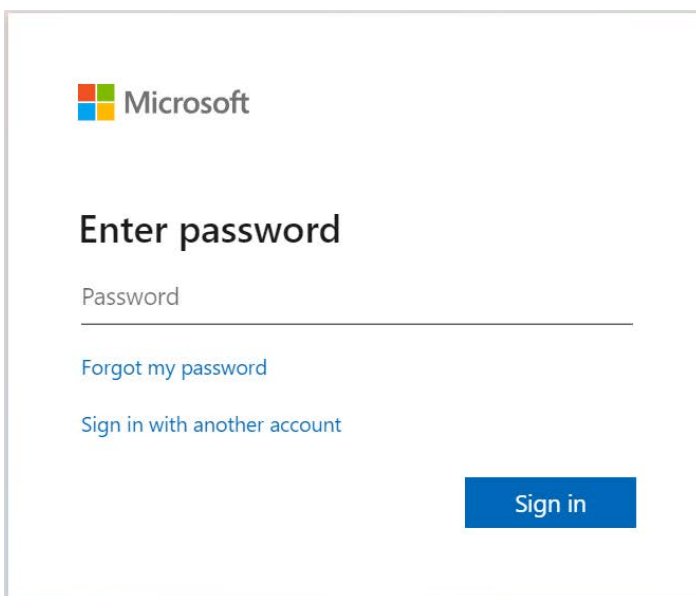 Microsoft
Enter password
Password
Forgot my password
Sign in with another account
Sign in